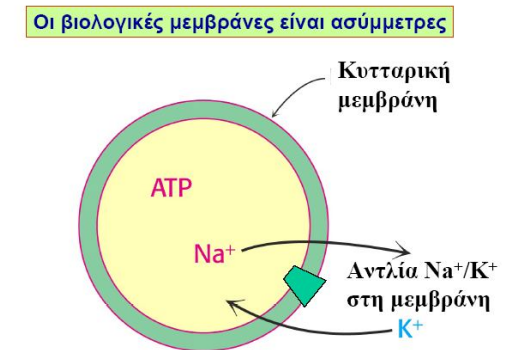 Οι βιολογικές μεμβράνες είναι ασύμμετρες
Κυτταρική
μεμβράνη
ATP
Na⁺
Αντλία Na⁺/K⁺
στη μεμβράνη
K⁺